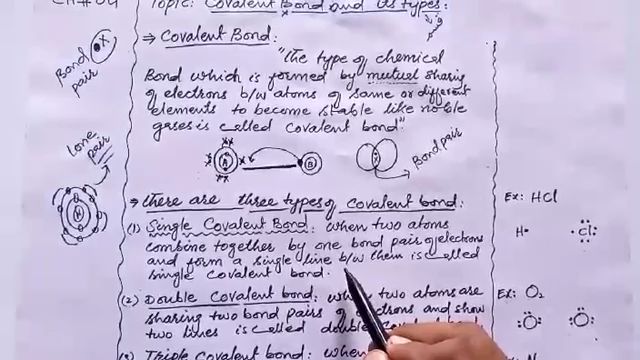 CH#04
Topic: Covalent Bond and its types:
⇒ Covalent Bond:
"The type of chemical
Bond which is formed by mutual sharing
of electrons b/w atoms of same or different
elements to become stable like noble
gases is called covalent bond".
Bond pair
Lone pair
A
B
Bond pair
⇒ There are three types of covalent bond:
(1) Single Covalent Bond: when two atoms
combine together by one bond pair of electrons
and form a single line b/w them is called
single covalent bond.
Ex: HCl
H• •Cl
(2) Double Covalent bond: when two atoms are
sharing two bond pairs of electrons and show
two lines is called double
Ex: O₂
O O
(3) Triple Covalent bond: when